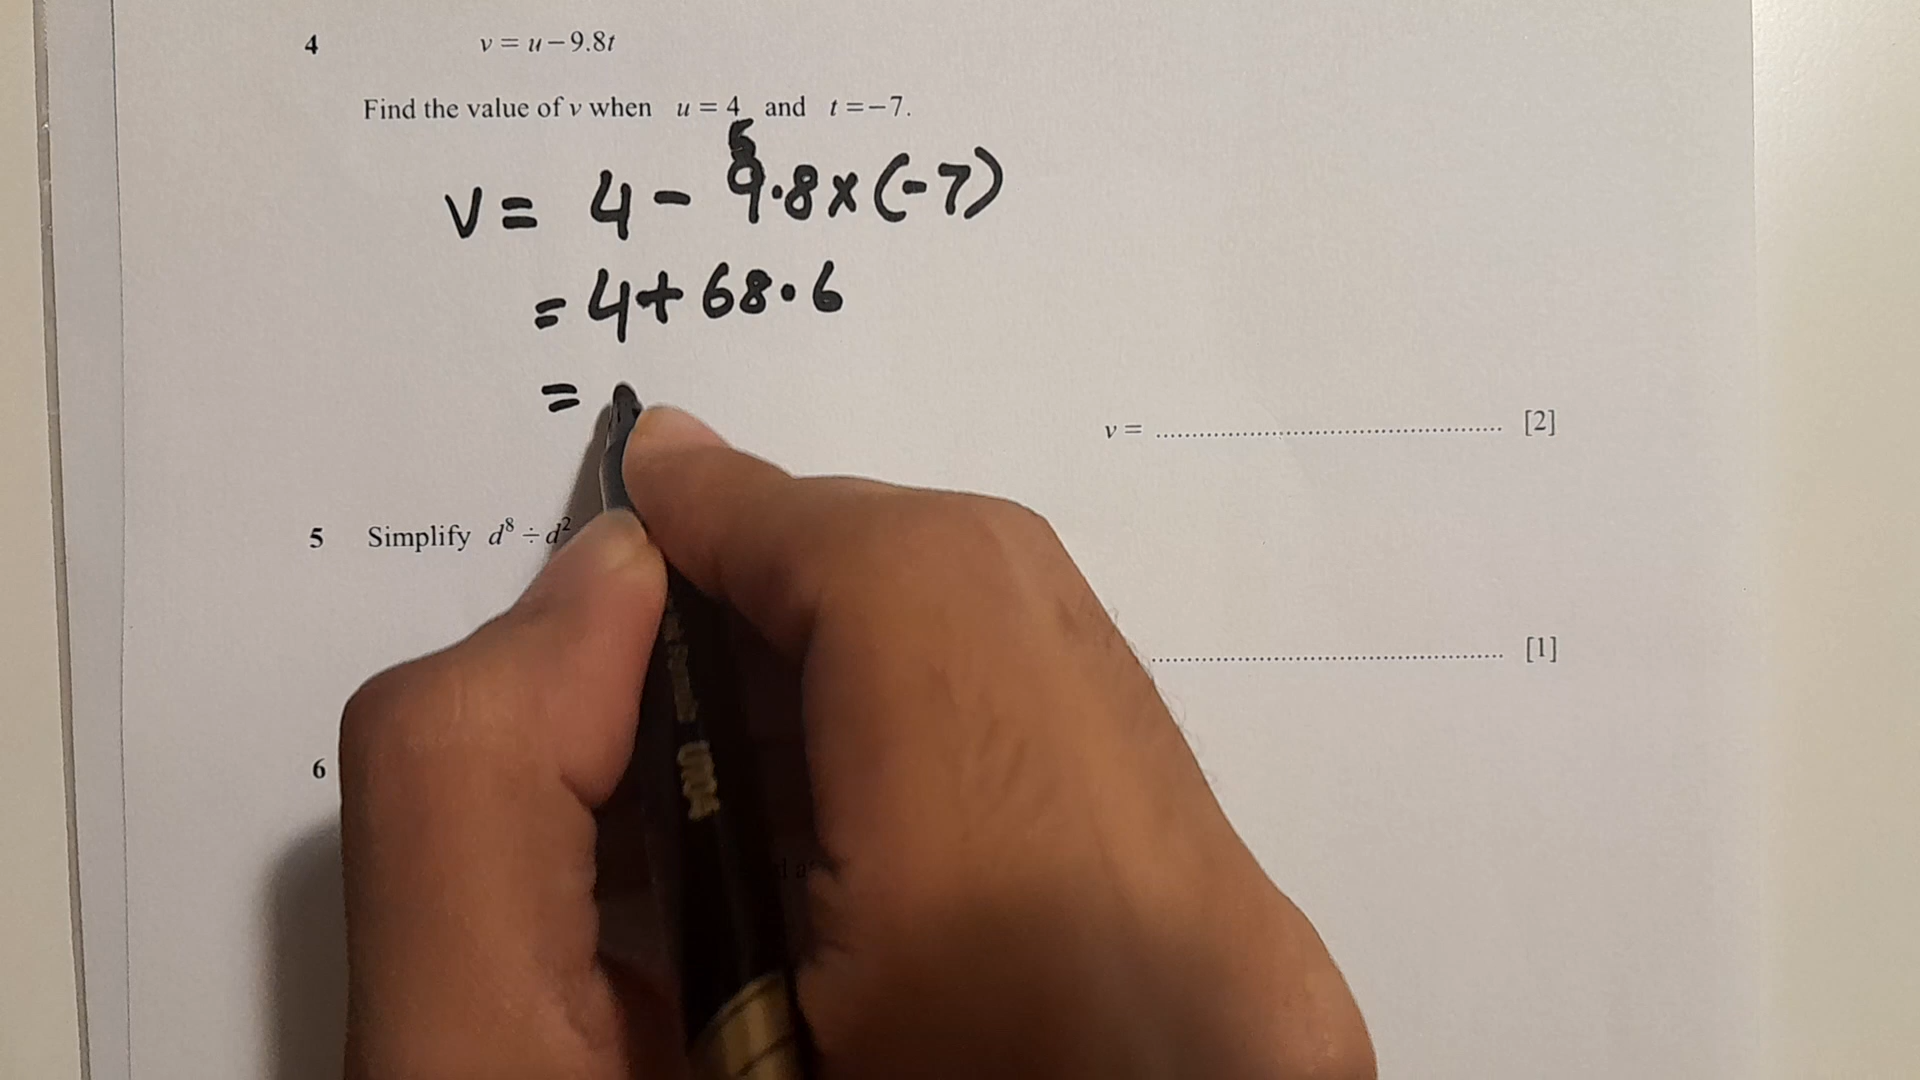 4 v = u − 9.8t
Find the value of v when u = 4 and t = −7.
5
v = 4 − 9.8 × (−7)
= 4 + 68.6
=
v = ........................................ [2]
5 Simplify d⁸ ÷ d²
........................................ [1]
6